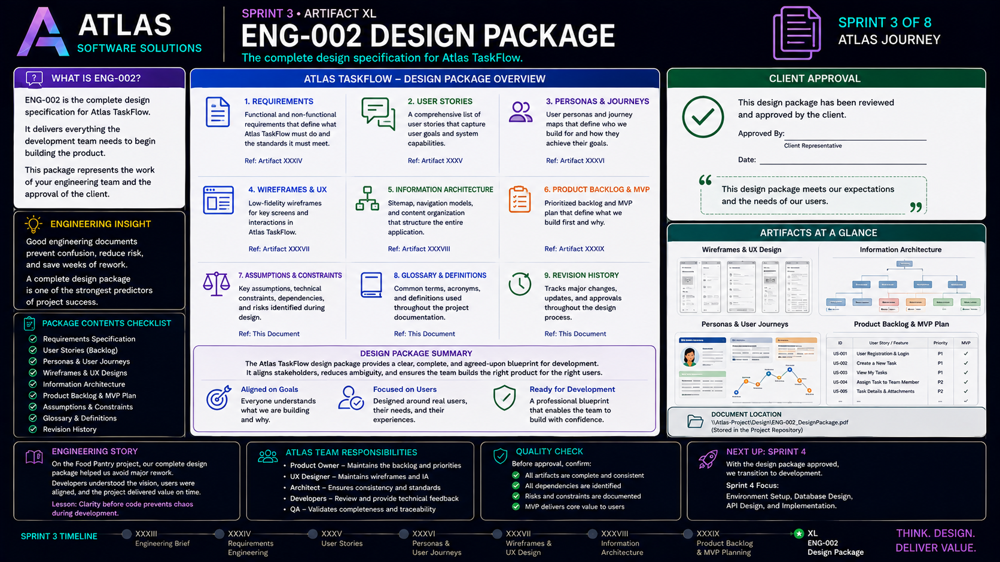 ATLAS
SOFTWARE SOLUTIONS
SPRINT 3 • ARTIFACT XL
ENG-002 DESIGN PACKAGE
The complete design specification for Atlas TaskFlow.
SPRINT 3 OF 8
ATLAS JOURNEY
WHAT IS ENG-002?
ENG-002 is the complete design
specification for Atlas TaskFlow.
It delivers everything the
development team needs to begin
building the product.
This package represents the work
of your engineering team and the
approval of the client.
ENGINEERING INSIGHT
Good engineering documents
prevent confusion, reduce risk,
and save weeks of rework.
A complete design package
is one of the strongest predictors
of project success.
PACKAGE CONTENTS CHECKLIST
Requirements Specification
User Stories (Backlog)
Personas & User Journeys
Wireframes & UX Designs
Information Architecture
Product Backlog & MVP Plan
Assumptions & Constraints
Glossary & Definitions
Revision History
ATLAS TASKFLOW – DESIGN PACKAGE OVERVIEW
1. REQUIREMENTS
Functional and non-functional
requirements that define what
Atlas TaskFlow must do and
the standards it must meet.
Ref: Artifact XXXIV
2. USER STORIES
A comprehensive list of
user stories that capture
user goals and system
capabilities.
Ref: Artifact XXXV
3. PERSONAS & JOURNEYS
User personas and journey
maps that define who we
build for and how they
achieve their goals.
Ref: Artifact XXXVI
4. WIREFRAMES & UX
Low-fidelity wireframes
for key screens and
interactions in
Atlas TaskFlow.
Ref: Artifact XXXVII
5. INFORMATION ARCHITECTURE
Sitemap, navigation models,
and content organization
that structure the entire
application.
Ref: Artifact XXXVIII
6. PRODUCT BACKLOG & MVP
Prioritized backlog and MVP
plan that define what we
build first and why.
Ref: Artifact XXXIX
7. ASSUMPTIONS & CONSTRAINTS
Key assumptions, technical
constraints, dependencies,
and risks identified during
design.
Ref: This Document
8. GLOSSARY & DEFINITIONS
Common terms, acronyms,
and definitions used
throughout the project
documentation.
Ref: This Document
9. REVISION HISTORY
Tracks major changes,
updates, and approvals
throughout the design
process.
Ref: This Document
DESIGN PACKAGE SUMMARY
The Atlas TaskFlow design package provides a clear, complete, and agreed-upon blueprint for development.
It aligns stakeholders, reduces ambiguity, and ensures the team builds the right product for the right users.
Aligned on Goals
Everyone understands
what we are building
and why.
Focused on Users
Designed around real users,
their needs, and their
experiences.
Ready for Development
A professional blueprint
that enables the team to
build with confidence.
CLIENT APPROVAL
This design package has been reviewed
and approved by the client.
Approved By:
Client Representative
Date:
“ This design package meets our expectations
and the needs of our users. ”
ARTIFACTS AT A GLANCE
Wireframes & UX Design
Information Architecture
Personas & User Journeys
Product Backlog & MVP Plan
ID User Story / Feature Priority MVP
US-001 User Registration & Login P1 ✓
US-002 Create a New Task P1 ✓
US-003 View My Tasks P1 ✓
US-004 Assign Task to Team Member P2 ✓
US-005 Task Details & Attachments P2 ✓
... ... ... ✓
DOCUMENT LOCATION
\\Atlas-Project\Design\ENG-002_DesignPackage.pdf
(Stored in the Project Repository)
ENGINEERING STORY
On the Food Pantry project, our complete design
package helped us avoid major rework.
Developers understood the vision, users were
aligned, and the project delivered value on time.
Lesson: Clarity before code prevents chaos
during development.
ATLAS TEAM RESPONSIBILITIES
• Product Owner – Maintains the backlog and priorities
• UX Designer – Maintains wireframes and IA
• Architect – Ensures consistency and standards
• Developers – Review and provide technical feedback
• QA – Validates completeness and traceability
QUALITY CHECK
Before approval, confirm:
All artifacts are complete and consistent
All dependencies are identified
Risks and constraints are documented
MVP delivers core value to users
NEXT UP: SPRINT 4
With the design package approved,
we transition to development.
Sprint 4 Focus:
Environment Setup, Database Design,
API Design, and Implementation.
SPRINT 3 TIMELINE
XXXIII
Engineering Brief
XXXIV
Requirements
Engineering
XXXV
User Stories
XXXVI
Personas &
User Journeys
XXXVII
Wireframes &
UX Design
XXXVIII
Information
Architecture
XXXIX
Product Backlog
& MVP Planning
XL
ENG-002
Design Package
THINK. DESIGN.
DELIVER VALUE.